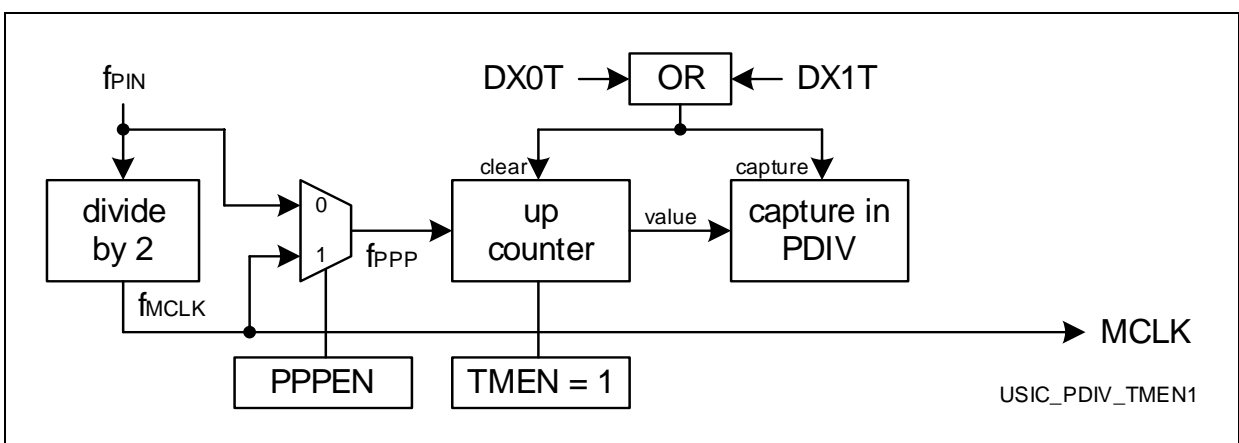 DX0T
OR
DX1T
fPIN
clear
capture
divide
by 2
0
1
fPPP
up
counter
value
capture in
PDIV
fMCLK
MCLK
PPPEN
TMEN = 1
USIC_PDIV_TMEN1